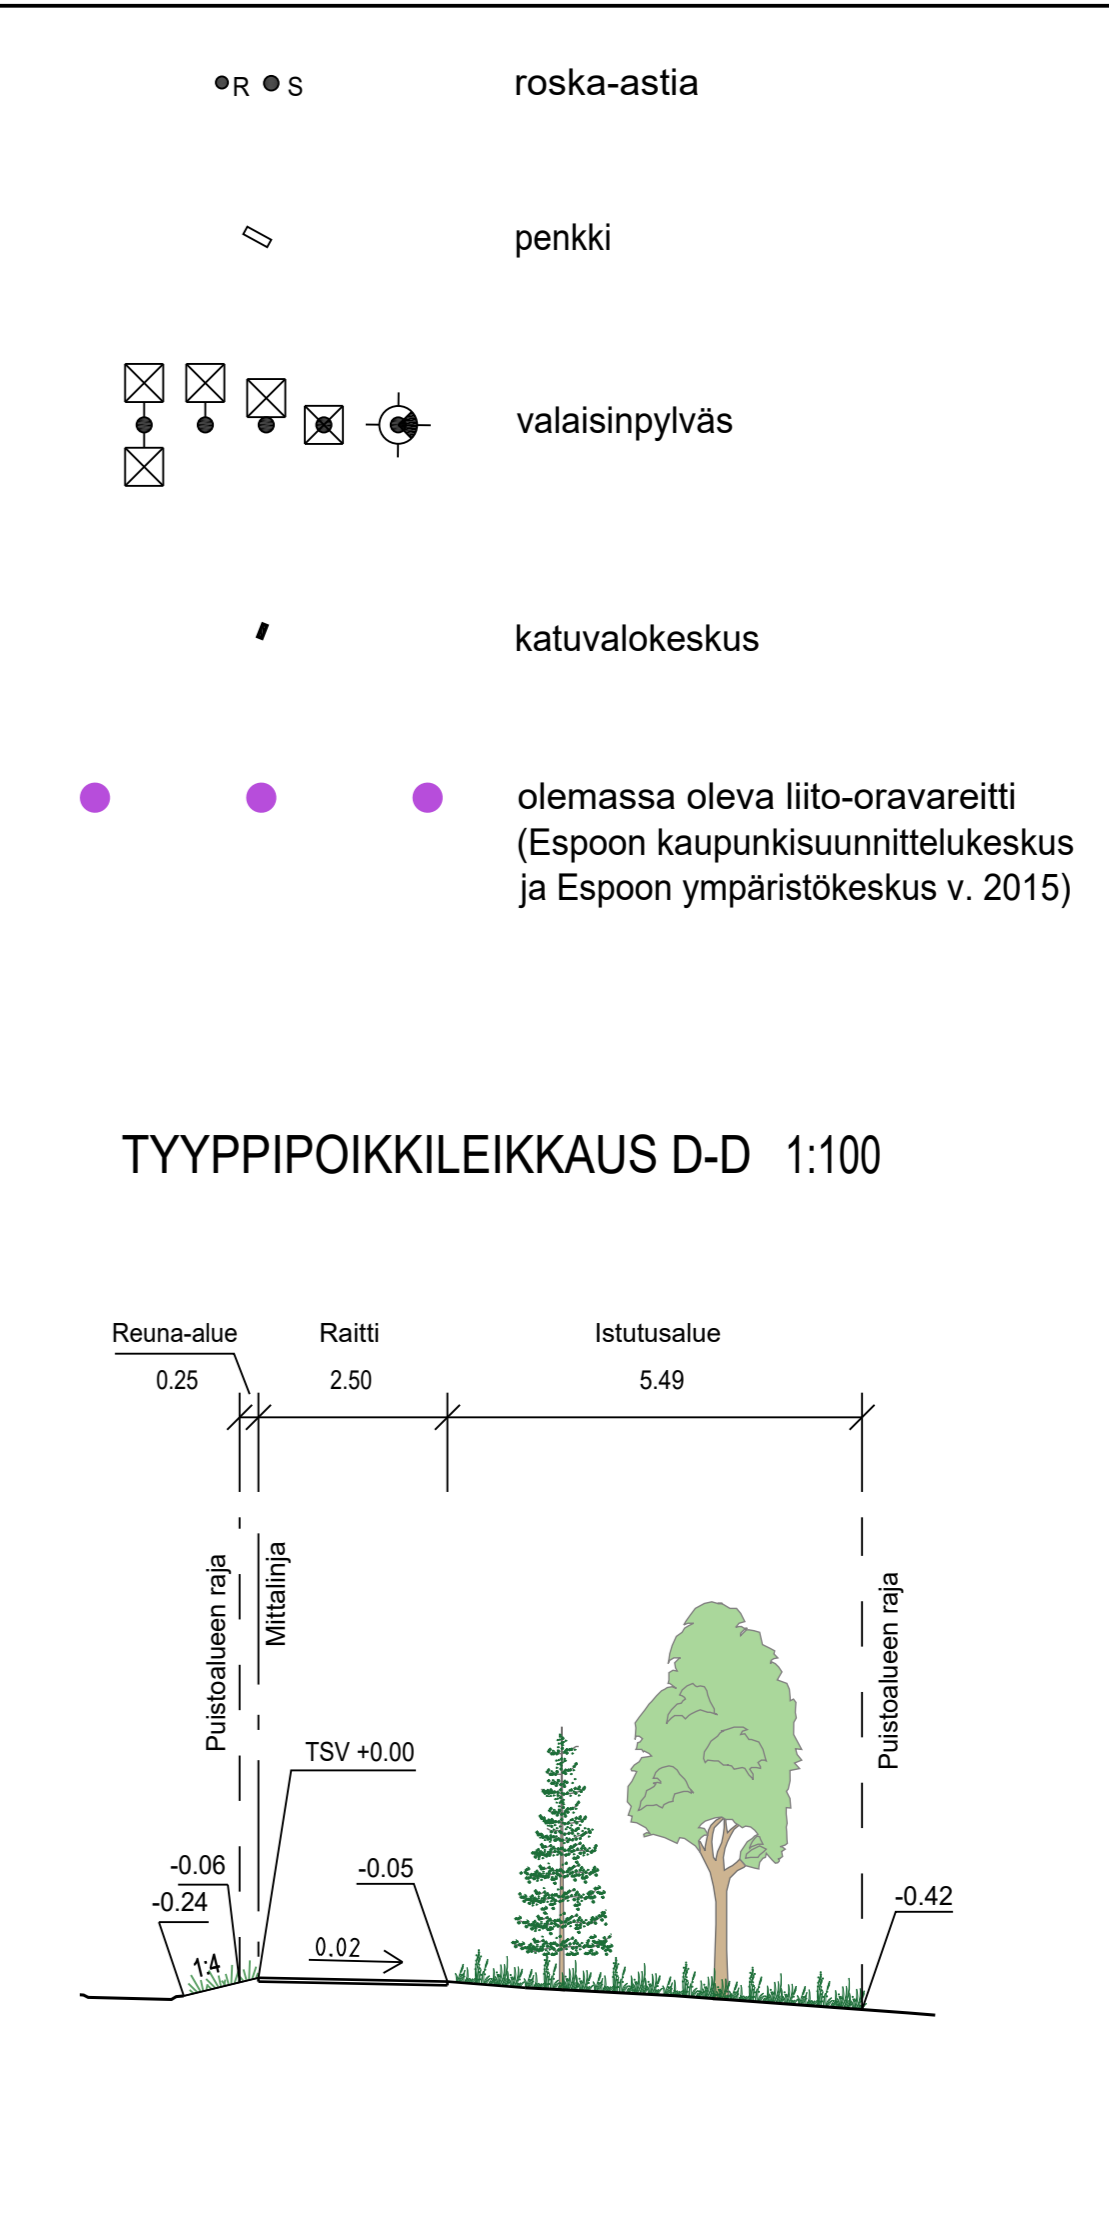 R S roska-astia
penkki
valaisinpylväs
katuvalokeskus
olemassa oleva liito-oravareitti
(Espoon kaupunkisuunnittelukeskus
ja Espoon ympäristökeskus v. 2015)
TYYPPIPOIKKILEIKKAUS D-D 1:100
Reuna-alue Raitti Istutusalue
0.25 2.50 5.49
Puistoalueen raja
Mittalinja
Puistoalueen raja
TSV +0.00
-0.06 -0.05
-0.24 -0.42
1:4 0.02